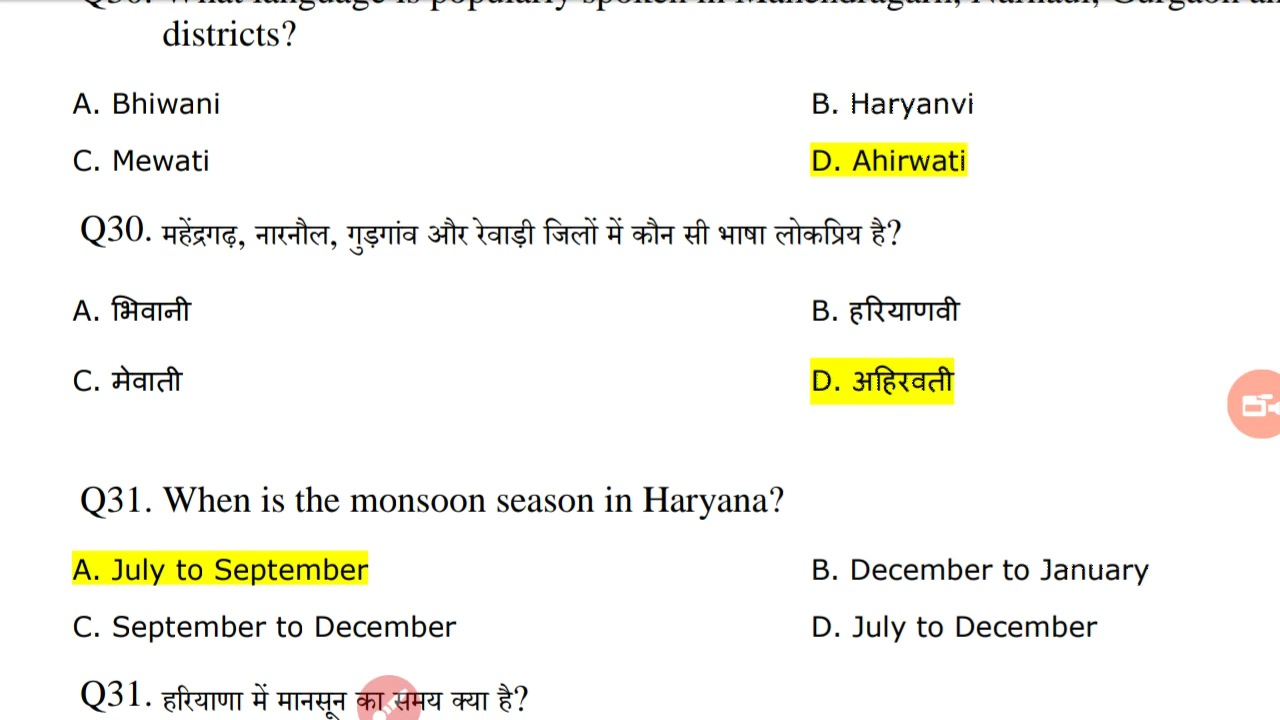 districts?
A. Bhiwani
B. Haryanvi
C. Mewati
D. Ahirwati
Q30. महेंद्रगढ़, नारनौल, गुड़गांव और रेवाड़ी जिलों में कौन सी भाषा लोकप्रिय है?
A. भिवानी
B. हरियाणवी
C. मेवाती
D. अहिरवती
Q31. When is the monsoon season in Haryana?
A. July to September
B. December to January
C. September to December
D. July to December
Q31. हरियाणा में मानसून का समय क्या है?